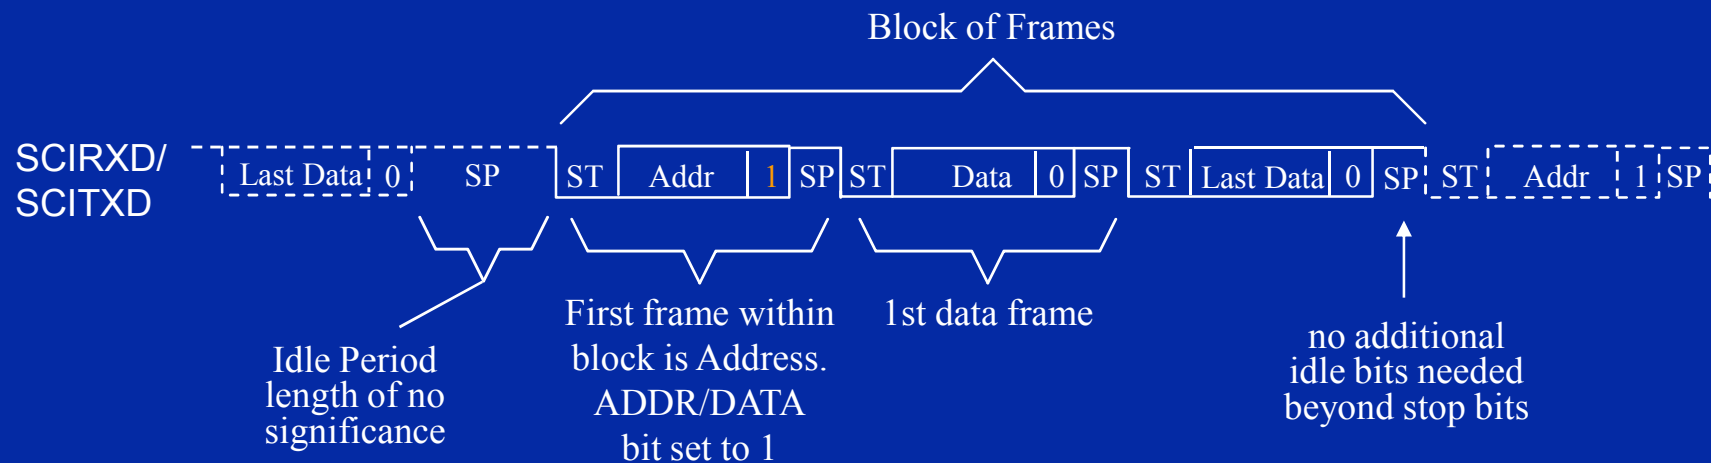 Block of Frames
SCIRXD/
SCITXD
Last Data 0 SP ST Addr 1 SP ST Data 0 SP ST Last Data 0 SP ST Addr 1 SP
Idle Period
length of no
significance
First frame within
block is Address.
ADDR/DATA
bit set to 1
1st data frame
no additional
idle bits needed
beyond stop bits